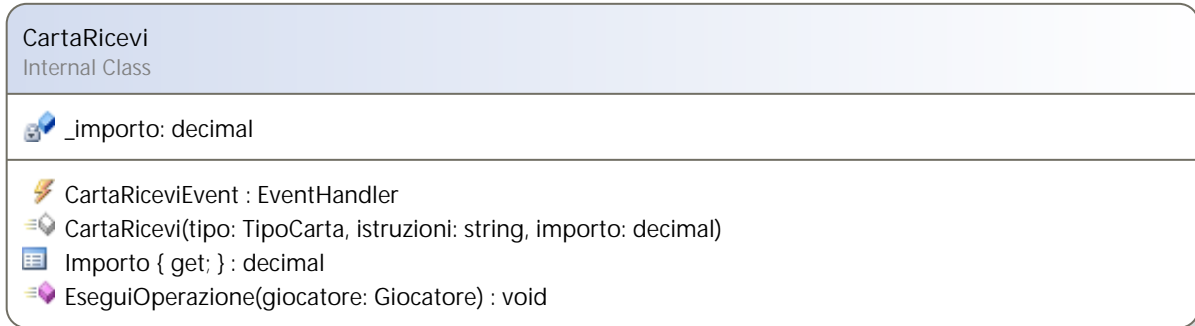 CartaRicevi
Internal Class
_importo: decimal
CartaRiceviEvent : EventHandler
CartaRicevi(tipo: TipoCarta, istruzioni: string, importo: decimal)
Importo { get; } : decimal
EseguiOperazione(giocatore: Giocatore) : void